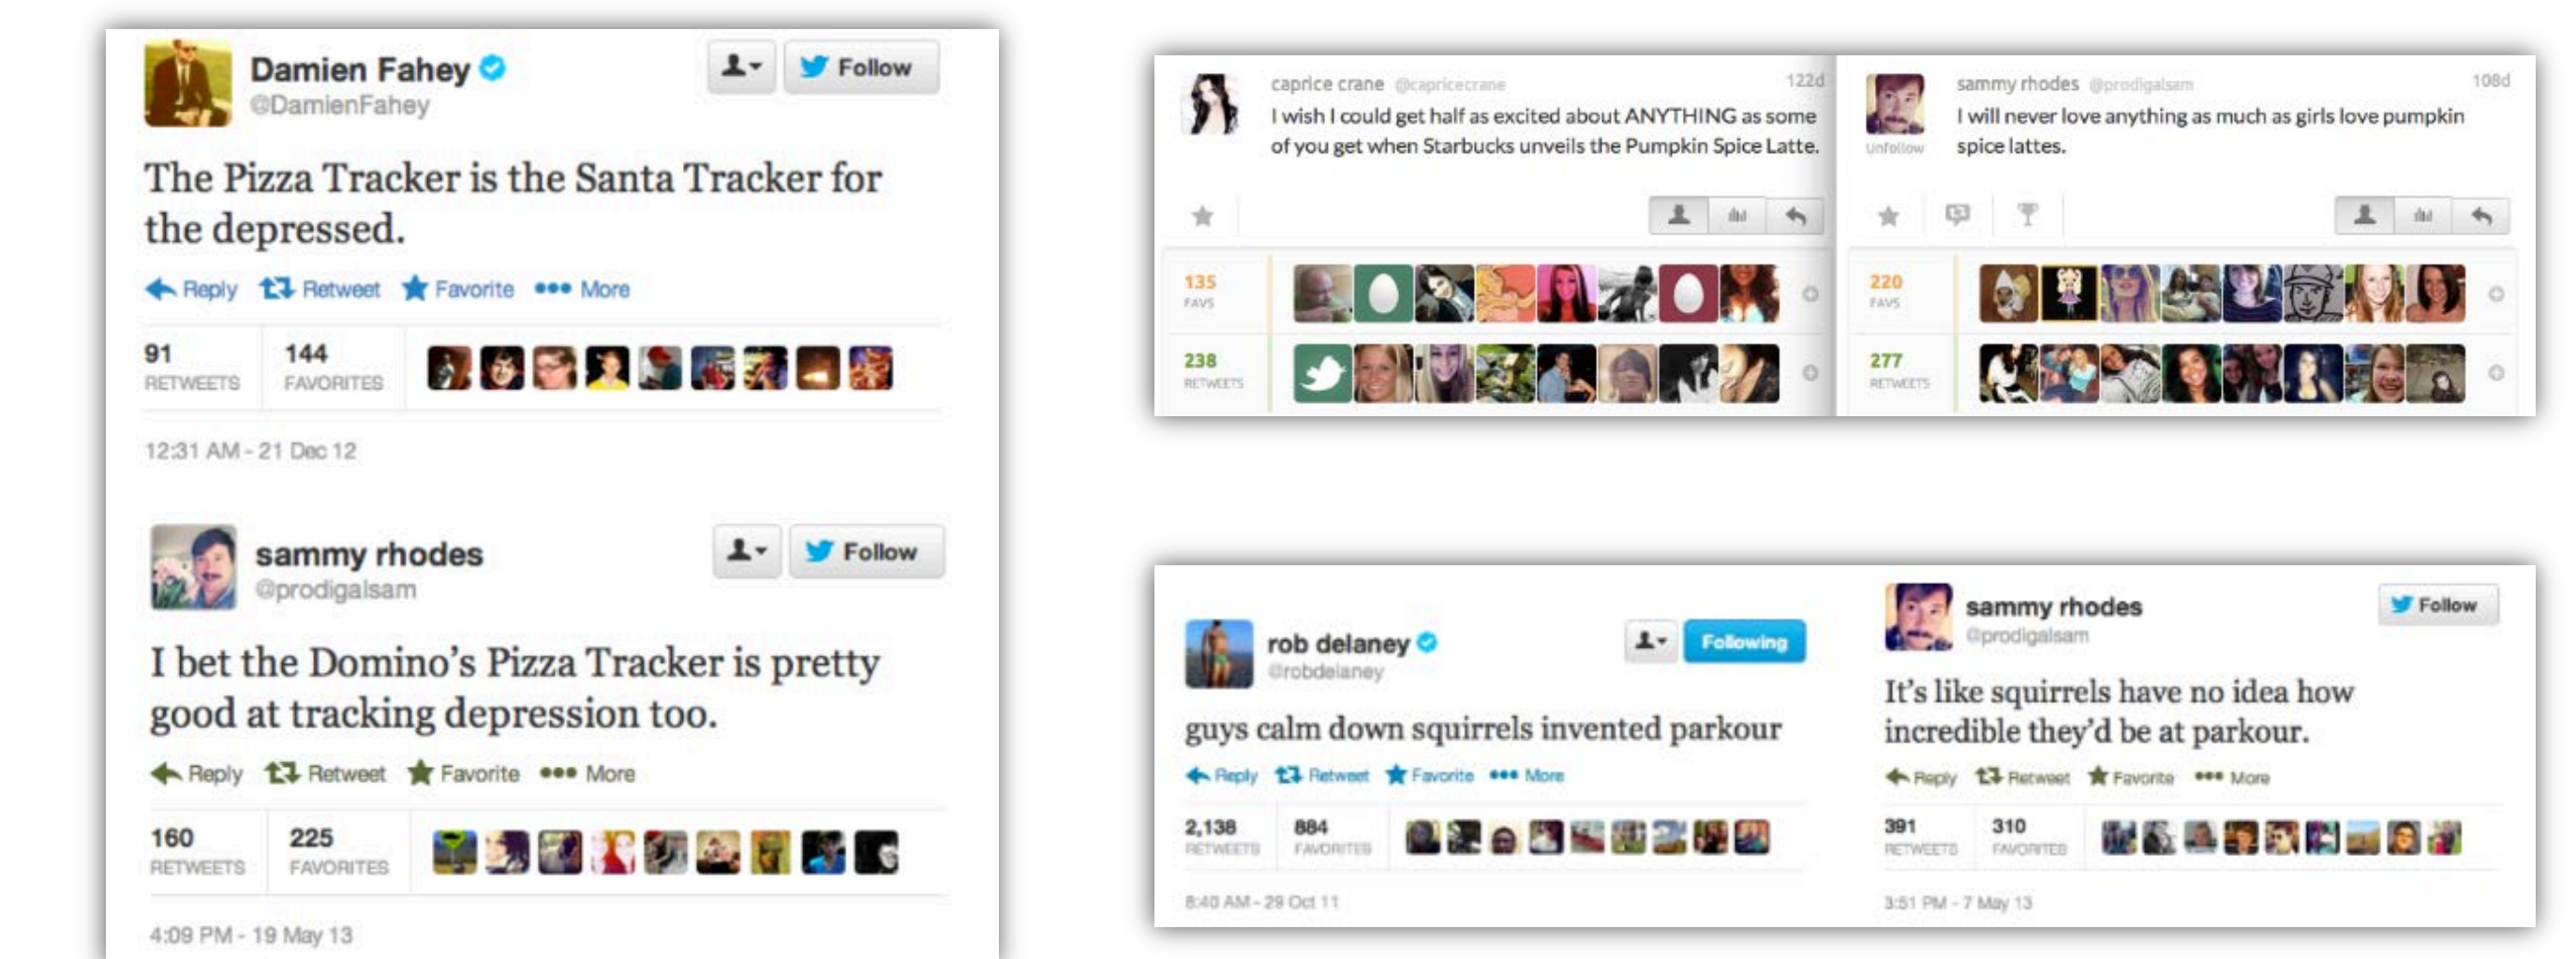 Damien Fahey
@DamienFahey
Follow
The Pizza Tracker is the Santa Tracker for
the depressed.
Reply Retweet Favorite More
91 144
RETWEETS FAVORITES
12:31 AM - 21 Dec 12
sammy rhodes
@prodigalsam
Follow
I bet the Domino's Pizza Tracker is pretty
good at tracking depression too.
Reply Retweet Favorite More
160 225
RETWEETS FAVORITES
4:09 PM - 19 May 13
caprice crane @capricecrane 122d
I wish I could get half as excited about ANYTHING as some
of you get when Starbucks unveils the Pumpkin Spice Latte.
135
FAVS
238
RETWEETS
sammy rhodes @prodigalsam 108d
I will never love anything as much as girls love pumpkin
spice lattes.
Unfollow
220
FAVS
277
RETWEETS
rob delaney
@robdelaney
Following
guys calm down squirrels invented parkour
Reply Retweet Favorite More
2,138 884
RETWEETS FAVORITES
8:40 AM - 29 Oct 11
sammy rhodes
@prodigalsam
Follow
It's like squirrels have no idea how
incredible they'd be at parkour.
Reply Retweet Favorite More
391 310
RETWEETS FAVORITES
3:51 PM - 7 May 13